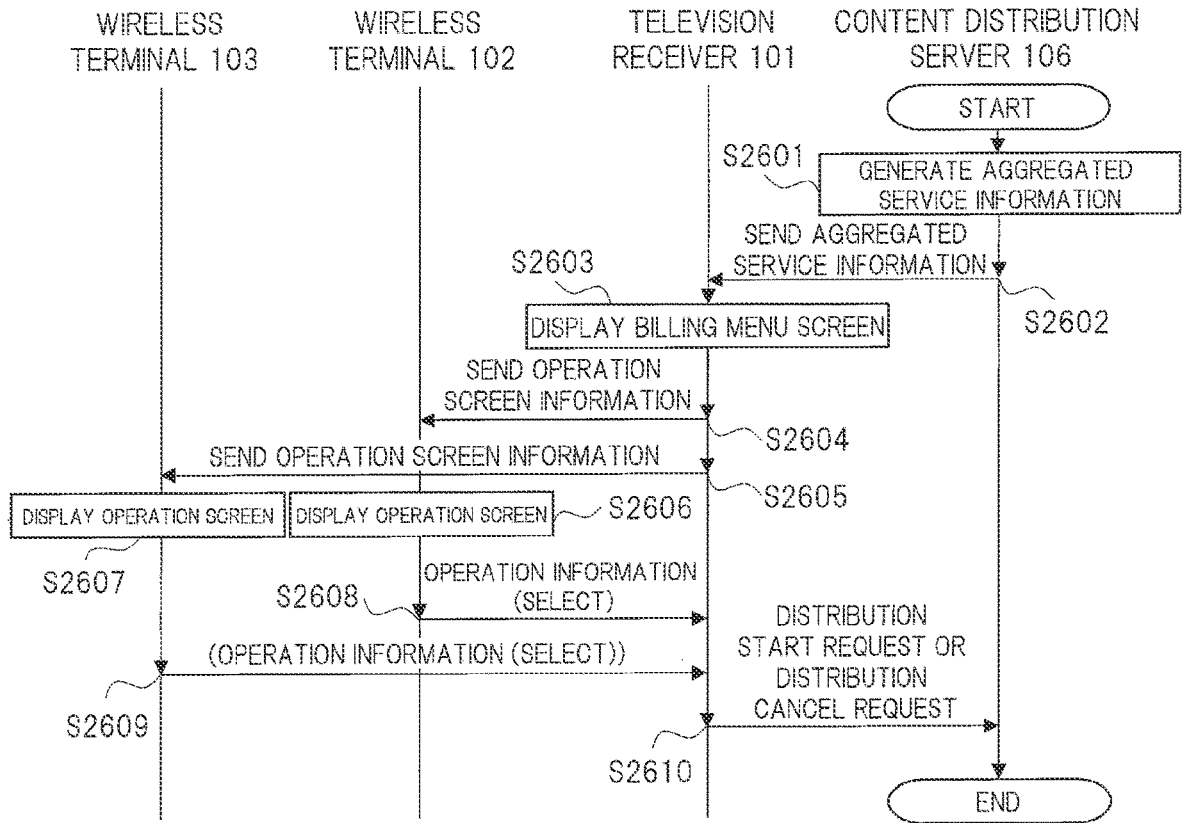 WIRELESS
TERMINAL 103
WIRELESS
TERMINAL 102
TELEVISION
RECEIVER 101
CONTENT DISTRIBUTION
SERVER 106
START
S2601
GENERATE AGGREGATED
SERVICE INFORMATION
SEND AGGREGATED
SERVICE INFORMATION
S2602
S2603
DISPLAY BILLING MENU SCREEN
SEND OPERATION
SCREEN INFORMATION
S2604
SEND OPERATION SCREEN INFORMATION
S2605
DISPLAY OPERATION SCREEN
DISPLAY OPERATION SCREEN
S2606
S2607
OPERATION INFORMATION
(SELECT)
S2608
(OPERATION INFORMATION (SELECT))
S2609
DISTRIBUTION
START REQUEST OR
DISTRIBUTION
CANCEL REQUEST
S2610
END